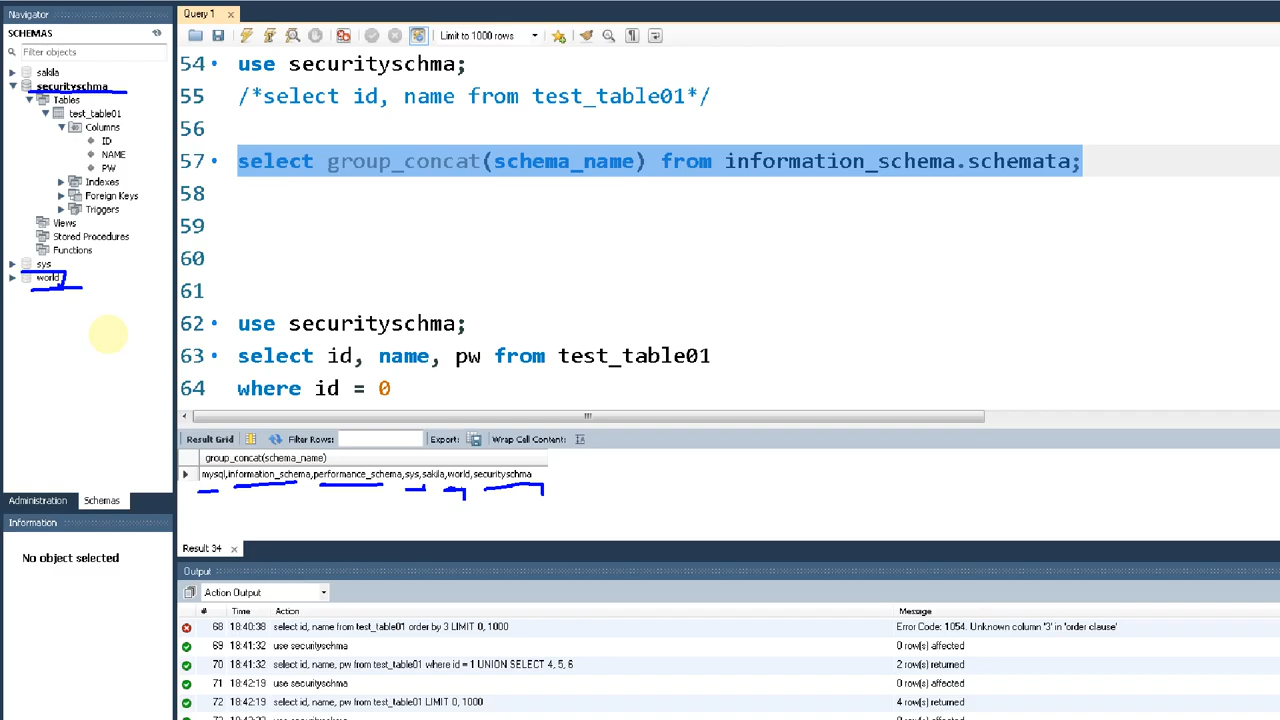 Navigator
SCHEMAS
Filter objects
sakila
securityschma
Tables
test_table01
Columns
ID
NAME
PW
Indexes
Foreign Keys
Triggers
Views
Stored Procedures
Functions
sys
world
Administration Schemas
Information
No object selected
Query 1
Limit to 1000 rows
54 use securityschma;
55 /*select id, name from test_table01*/
56
57 select group_concat(schema_name) from information_schema.schemata;
58
59
60
61
62 use securityschma;
63 select id, name, pw from test_table01
64 where id = 0
Result Grid Filter Rows: Export: Wrap Cell Content:
group_concat(schema_name)
mysql,information_schema,performance_schema,sys,sakila,world,securityschma
Result 34
Output
Action Output
# Time Action Message
68 18:40:38 select id, name from test_table01 order by 3 LIMIT 0, 1000 Error Code: 1054. Unknown column '3' in 'order clause'
69 18:41:32 use securityschma 0 row(s) affected
70 18:41:32 select id, name, pw from test_table01 where id = 1 UNION SELECT 4, 5, 6 2 row(s) returned
71 18:42:19 use securityschma 0 row(s) affected
72 18:42:19 select id, name, pw from test_table01 LIMIT 0, 1000 4 row(s) returned